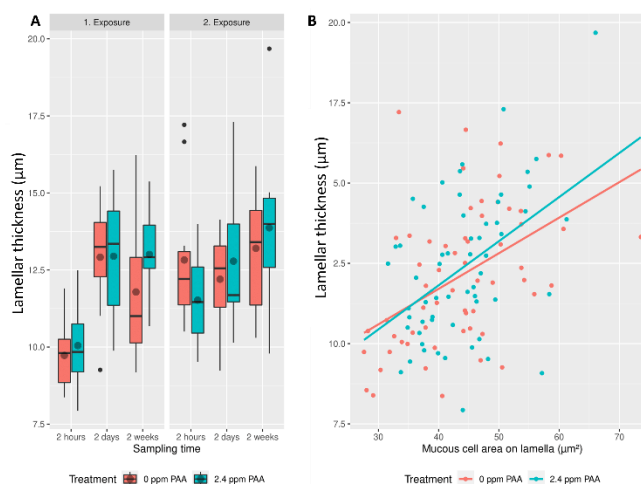 A
1. Exposure 2. Exposure
Lamellar thickness (µm)
20.0
17.5
15.0
12.5
10.0
7.5
2 hours 2 days 2 weeks 2 hours 2 days 2 weeks
Sampling time
Treatment 0 ppm PAA 2.4 ppm PAA
B
Lamellar thickness (µm)
20.0
17.5
5.0
2.5
10.0
7.5
30 40 50 60 70
Mucous cell area on lamella (µm²)
Treatment 0 ppm PAA 2.4 ppm PAA